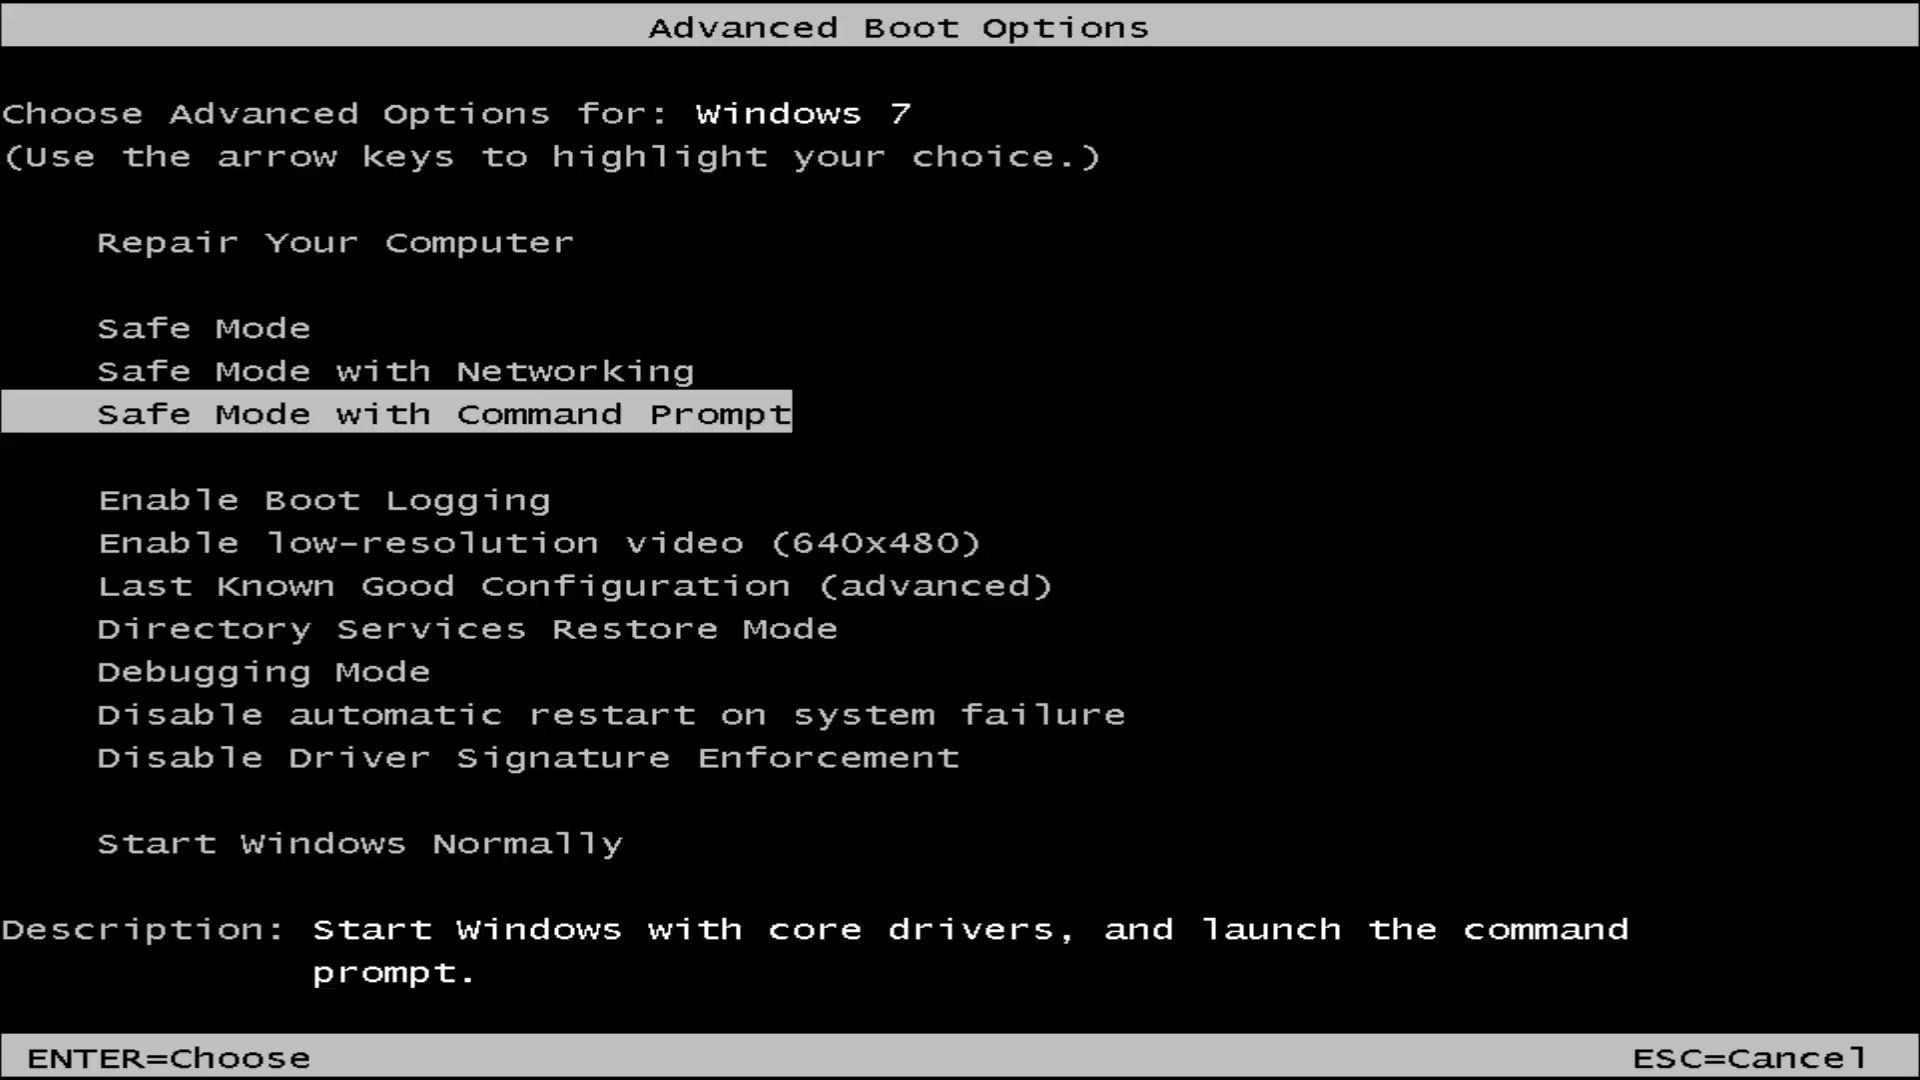 Advanced Boot Options
Choose Advanced Options for: Windows 7
(Use the arrow keys to highlight your choice.)
Repair Your Computer
Safe Mode
Safe Mode with Networking
Safe Mode with Command Prompt
Enable Boot Logging
Enable low-resolution video (640x480)
Last Known Good Configuration (advanced)
Directory Services Restore Mode
Debugging Mode
Disable automatic restart on system failure
Disable Driver Signature Enforcement
Start Windows Normally
Description: Start Windows with core drivers, and launch the command
prompt.
ENTER=Choose ESC=Cancel